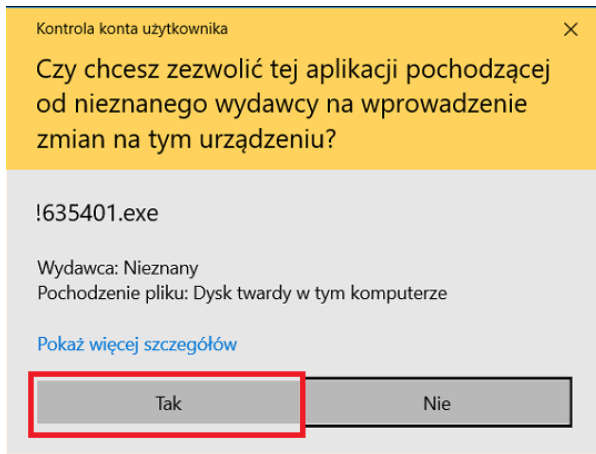 Kontrola konta użytkownika
Czy chcesz zezwolić tej aplikacji pochodzącej
od nieznanego wydawcy na wprowadzenie
zmian na tym urządzeniu?
!635401.exe
Wydawca: Nieznany
Pochodzenie pliku: Dysk twardy w tym komputerze
Pokaż więcej szczegółów
Tak
Nie